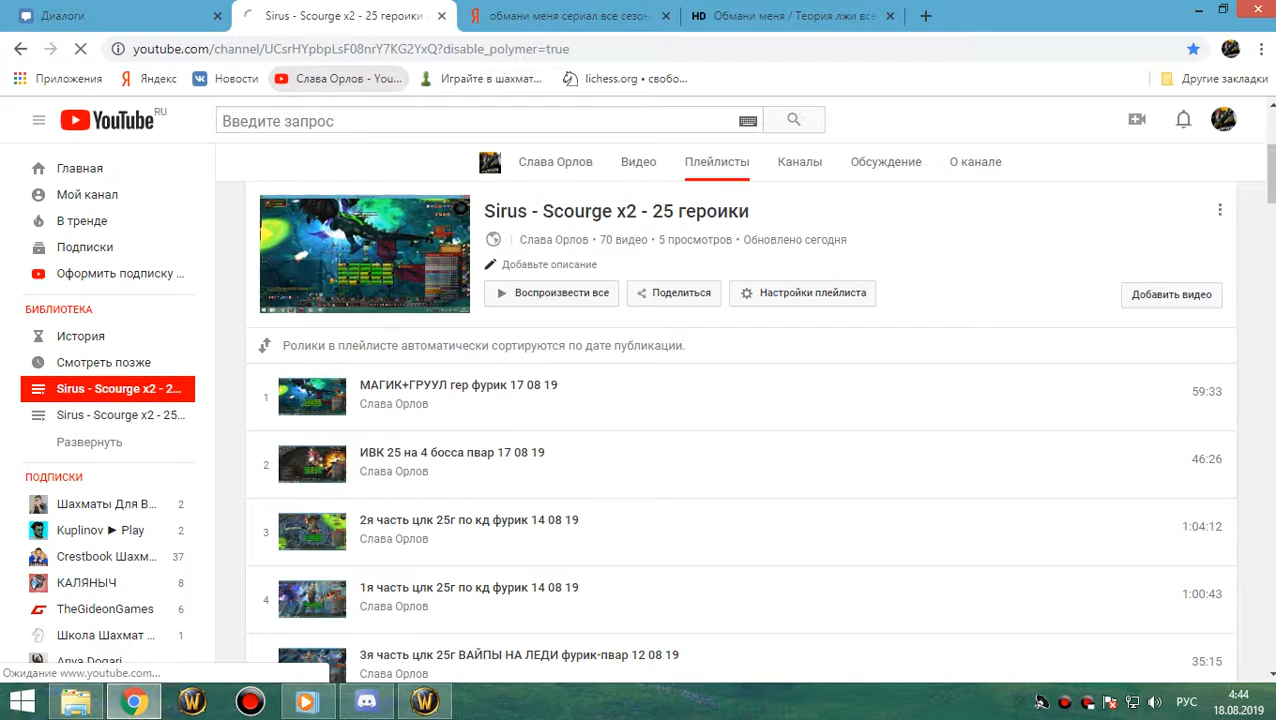 Диалоги
Sirus - Scourge x2 - 25 героики -
обмани меня сериал все сезон
HD Обмани меня / Теория лжи все
youtube.com/channel/UCsrHYpbpLsF08nrY7KG2YxQ?disable_polymer=true
Приложения
Яндекс
Новости
Слава Орлов - You...
Играйте в шахмат...
lichess.org • свобо...
Другие закладки
YouTube RU
Введите запрос
Слава Орлов
Видео
Плейлисты
Каналы
Обсуждение
О канале
Главная
Мой канал
В тренде
Подписки
Оформить подписку ...
БИБЛИОТЕКА
История
Смотреть позже
Sirus - Scourge x2 - 2...
Sirus - Scourge x2 - 25...
Развернуть
ПОДПИСКИ
Шахматы Для В... 2
Kuplinov ► Play 2
Crestbook Шахм... 37
КАЛЯНЫЧ 8
TheGideonGames 6
Школа Шахмат ... 1
Anya Dogari
Sirus - Scourge x2 - 25 героики
Слава Орлов • 70 видео • 5 просмотров • Обновлено сегодня
Добавьте описание
Воспроизвести все
Поделиться
Настройки плейлиста
Добавить видео
Ролики в плейлисте автоматически сортируются по дате публикации.
1 МАГИК+ГРУУЛ гер фурик 17 08 19 59:33
Слава Орлов
2 ИВК 25 на 4 босса пвар 17 08 19 46:26
Слава Орлов
3 2я часть цлк 25г по кд фурик 14 08 19 1:04:12
Слава Орлов
4 1я часть цлк 25г по кд фурик 14 08 19 1:00:43
Слава Орлов
3я часть цлк 25г ВАЙПЫ НА ЛЕДИ фурик-пвар 12 08 19 35:15
Слава Орлов
Ожидание www.youtube.com...
РУС
4:44
18.08.2019